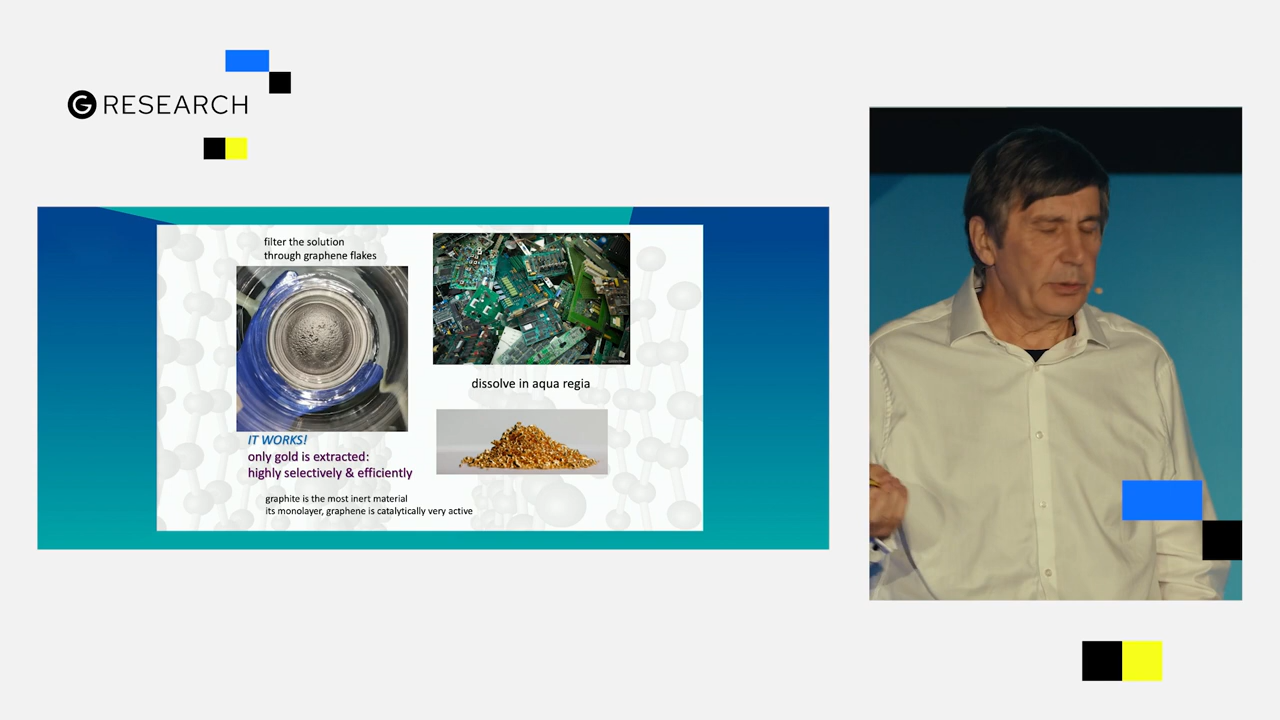 G RESEARCH
filter the solution
through graphene flakes
dissolve in aqua regia
IT WORKS!
only gold is extracted:
highly selectively & efficiently
graphite is the most inert material
its monolayer, graphene is catalytically very active